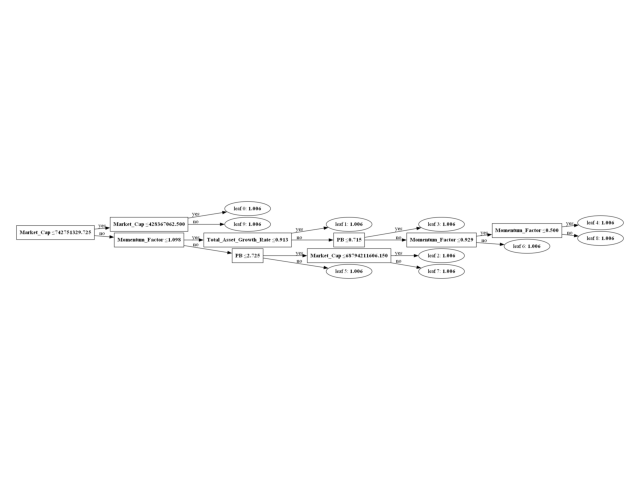 Market_Cap ≤742751329.725
yes
no
Market_Cap ≤428367062.500
yes
no
leaf 0: 1.006
leaf 9: 1.006
Momentum_Factor ≤1.098
yes
no
Total_Asset_Growth_Rate ≤0.913
yes
no
leaf 1: 1.006
PB ≤0.715
yes
no
leaf 3: 1.006
Momentum_Factor ≤0.929
yes
no
Momentum_Factor ≤0.500
yes
no
leaf 4: 1.006
leaf 8: 1.006
leaf 6: 1.006
PB ≤2.725
yes
no
Market_Cap ≤68794211606.150
yes
no
leaf 2: 1.006
leaf 7: 1.006
leaf 5: 1.006